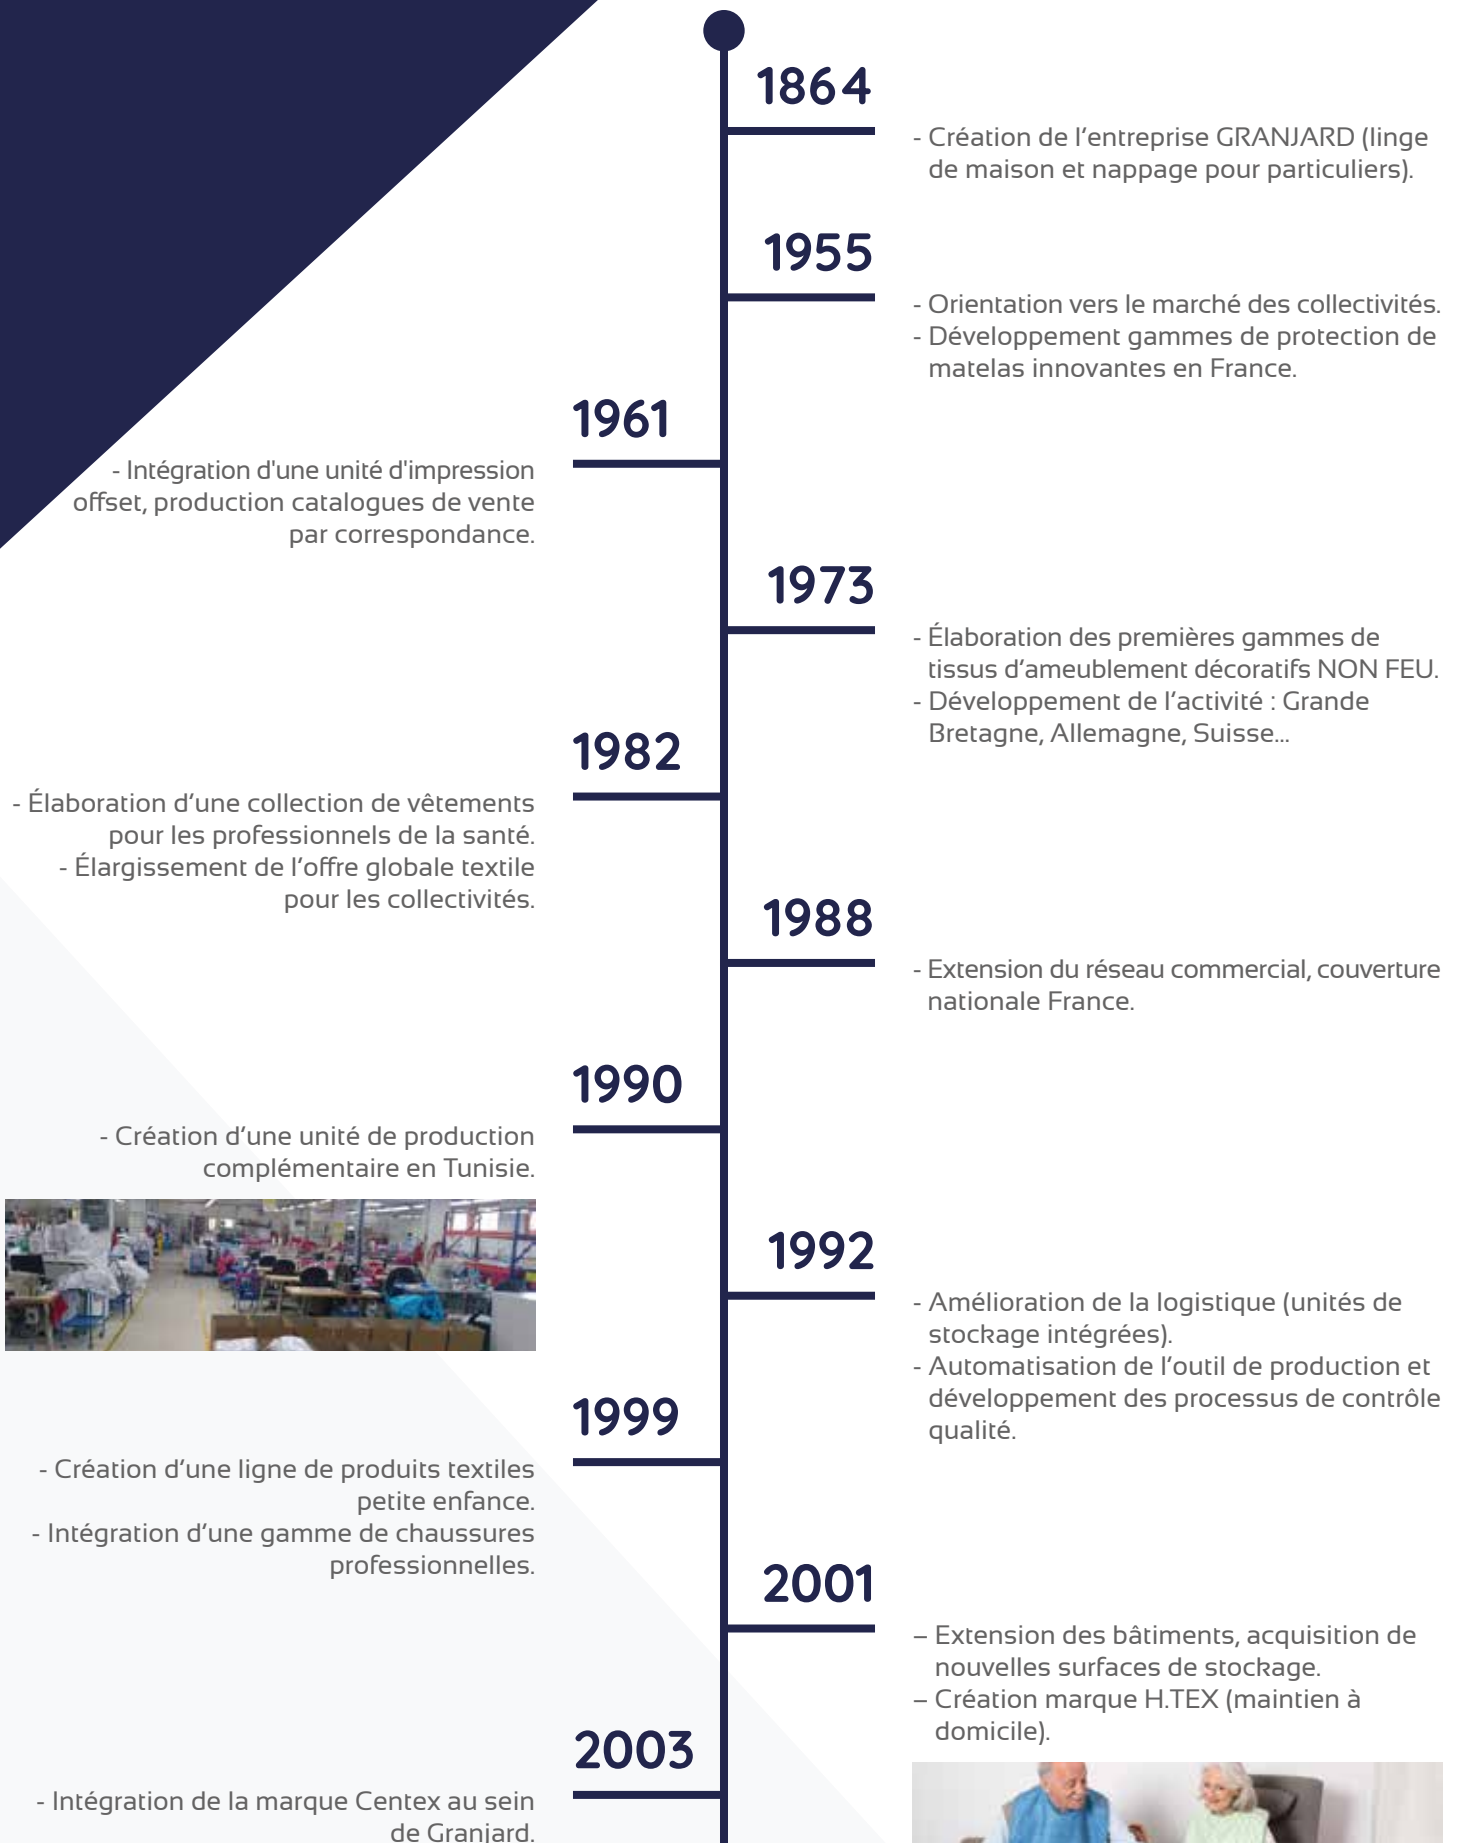 1864
- Création de l’entreprise GRANJARD (linge
de maison et nappage pour particuliers).
1955
- Orientation vers le marché des collectivités.
- Développement gammes de protection de
matelas innovantes en France.
1961
- Intégration d'une unité d'impression
offset, production catalogues de vente
par correspondance.
1973
- Élaboration des premières gammes de
tissus d’ameublement décoratifs NON FEU.
- Développement de l’activité : Grande
Bretagne, Allemagne, Suisse...
1982
- Élaboration d’une collection de vêtements
pour les professionnels de la santé.
- Élargissement de l’offre globale textile
pour les collectivités.
1988
- Extension du réseau commercial, couverture
nationale France.
1990
- Création d’une unité de production
complémentaire en Tunisie.
1992
- Amélioration de la logistique (unités de
stockage intégrées).
- Automatisation de l’outil de production et
développement des processus de contrôle
qualité.
1999
- Création d’une ligne de produits textiles
petite enfance.
- Intégration d’une gamme de chaussures
professionnelles.
2001
– Extension des bâtiments, acquisition de
nouvelles surfaces de stockage.
– Création marque H.TEX (maintien à
domicile).
2003
- Intégration de la marque Centex au sein
de Granjard.